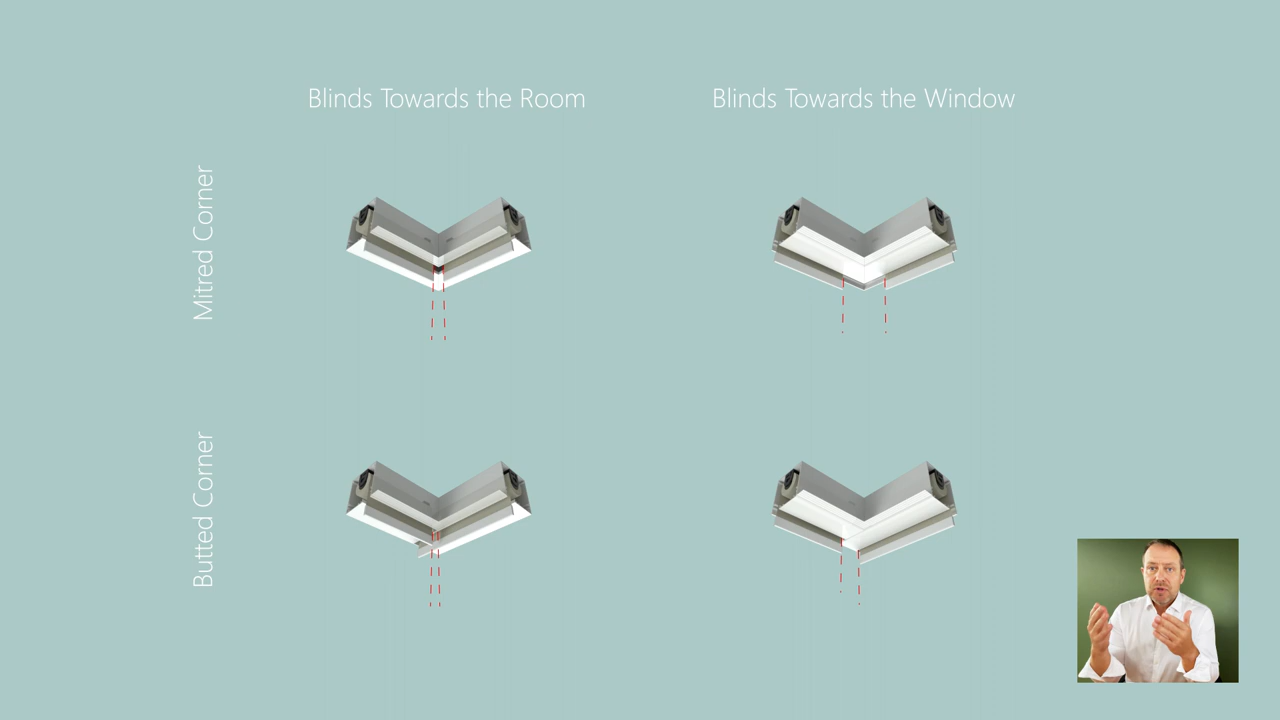 Blinds Towards the Room
Blinds Towards the Window
Mitred Corner
Butted Corner